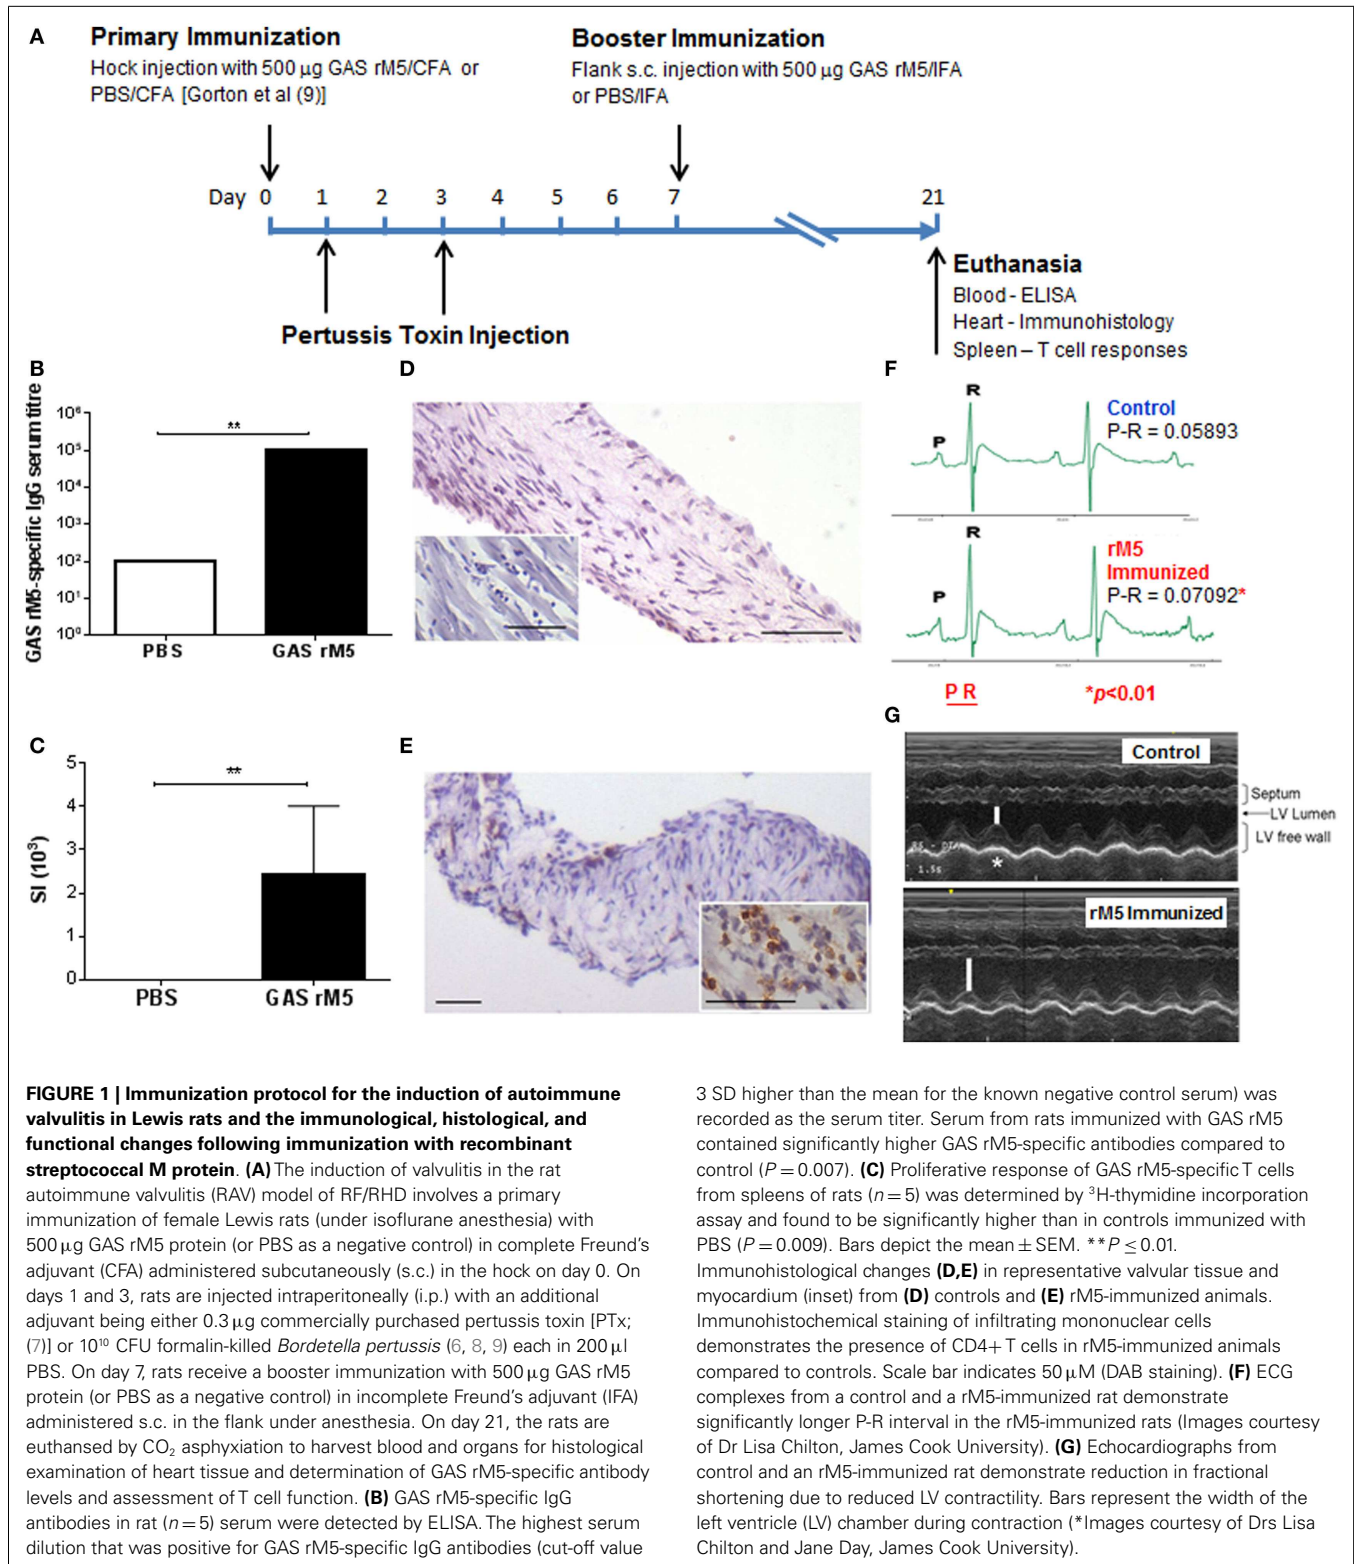 A
Primary Immunization
Hock injection with 500 µg GAS rM5/CFA or
PBS/CFA [Gorton et al (9)]
Booster Immunization
Flank s.c. injection with 500 µg GAS rM5/IFA
or PBS/IFA
Day 0 1 2 3 4 5 6 7 21
Pertussis Toxin Injection
Euthanasia
Blood - ELISA
Heart - Immunohistology
Spleen – T cell responses
B
GAS rM5-specific IgG serum titre
10⁶
10⁵
10⁴
10³
10²
10¹
10⁰
**
PBS GAS rM5
C
SI (10³)
5
4
3
2
1
0
**
PBS GAS rM5
D
E
F
P
R
Control
P-R = 0.05893
P
R
rM5
Immunized
P-R = 0.07092*
P R
*p<0.01
G
Control
Septum
LV Lumen
LV free wall
*
1.5s
rM5 Immunized
FIGURE 1 | Immunization protocol for the induction of autoimmune
valvulitis in Lewis rats and the immunological, histological, and
functional changes following immunization with recombinant
streptococcal M protein. (A) The induction of valvulitis in the rat
autoimmune valvulitis (RAV) model of RF/RHD involves a primary
immunization of female Lewis rats (under isoflurane anesthesia) with
500 µg GAS rM5 protein (or PBS as a negative control) in complete Freund's
adjuvant (CFA) administered subcutaneously (s.c.) in the hock on day 0. On
days 1 and 3, rats are injected intraperitoneally (i.p.) with an additional
adjuvant being either 0.3 µg commercially purchased pertussis toxin [PTx;
(7)] or 10¹⁰ CFU formalin-killed Bordetella pertussis (6, 8, 9) each in 200 µl
PBS. On day 7, rats receive a booster immunization with 500 µg GAS rM5
protein (or PBS as a negative control) in incomplete Freund's adjuvant (IFA)
administered s.c. in the flank under anesthesia. On day 21, the rats are
euthansed by CO₂ asphyxiation to harvest blood and organs for histological
examination of heart tissue and determination of GAS rM5-specific antibody
levels and assessment of T cell function. (B) GAS rM5-specific IgG
antibodies in rat (n = 5) serum were detected by ELISA. The highest serum
dilution that was positive for GAS rM5-specific IgG antibodies (cut-off value
3 SD higher than the mean for the known negative control serum) was
recorded as the serum titer. Serum from rats immunized with GAS rM5
contained significantly higher GAS rM5-specific antibodies compared to
control (P = 0.007). (C) Proliferative response of GAS rM5-specific T cells
from spleens of rats (n = 5) was determined by ³H-thymidine incorporation
assay and found to be significantly higher than in controls immunized with
PBS (P = 0.009). Bars depict the mean ± SEM. **P ≤ 0.01.
Immunohistological changes (D,E) in representative valvular tissue and
myocardium (inset) from (D) controls and (E) rM5-immunized animals.
Immunohistochemical staining of infiltrating mononuclear cells
demonstrates the presence of CD4+ T cells in rM5-immunized animals
compared to controls. Scale bar indicates 50 µM (DAB staining). (F) ECG
complexes from a control and a rM5-immunized rat demonstrate
significantly longer P-R interval in the rM5-immunized rats (Images courtesy
of Dr Lisa Chilton, James Cook University). (G) Echocardiographs from
control and an rM5-immunized rat demonstrate reduction in fractional
shortening due to reduced LV contractility. Bars represent the width of the
left ventricle (LV) chamber during contraction (*Images courtesy of Drs Lisa
Chilton and Jane Day, James Cook University).